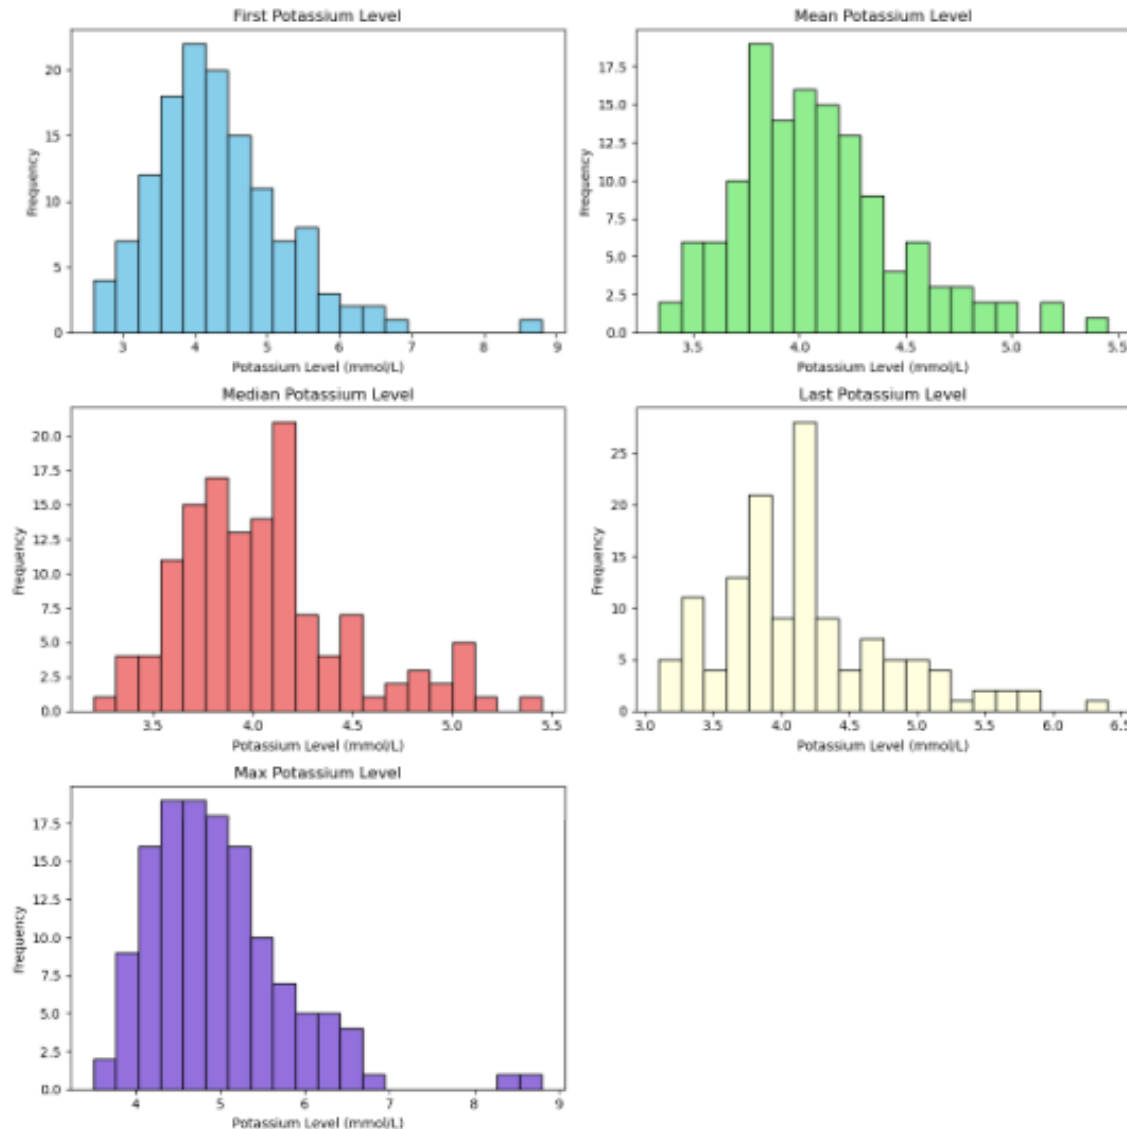 First Potassium Level
Frequency
20
15
10
5
0
3 4 5 6 7 8 9
Potassium Level (mmol/L)
Mean Potassium Level
Frequency
17.5
15.0
12.5
10.0
7.5
5.0
2.5
0.0
3.5 4.0 4.5 5.0 5.5
Potassium Level (mmol/L)
Median Potassium Level
Frequency
20.0
17.5
15.0
12.5
10.0
7.5
5.0
2.5
0.0
3.5 4.0 4.5 5.0 5.5
Potassium Level (mmol/L)
Last Potassium Level
Frequency
25
20
15
10
5
0
3.0 3.5 4.0 4.5 5.0 5.5 6.0 6.5
Potassium Level (mmol/L)
Max Potassium Level
Frequency
17.5
15.0
12.5
10.0
7.5
5.0
2.5
0.0
4 5 6 7 8 9
Potassium Level (mmol/L)